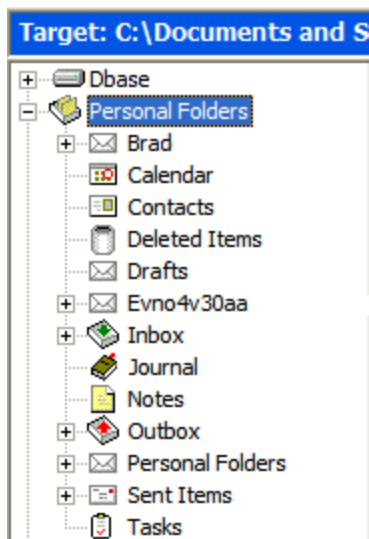 Target: C:\Documents and S
Dbase
Personal Folders
Brad
Calendar
Contacts
Deleted Items
Drafts
Evno4v30aa
Inbox
Journal
Notes
Outbox
Personal Folders
Sent Items
Tasks